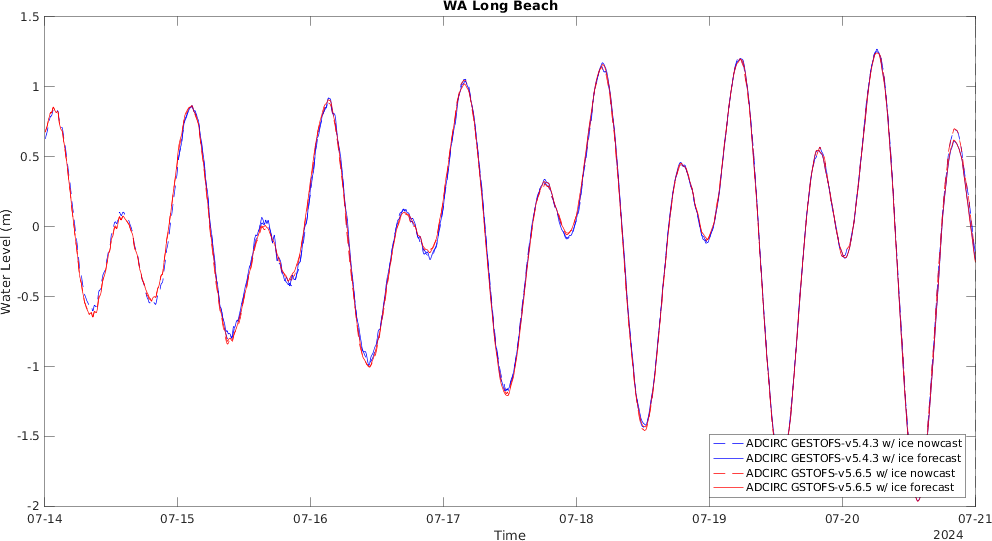 WA Long Beach
1.5
1
0.5
0
-0.5
-1
-1.5
-2
Water Level (m)
07-14 07-15 07-16 07-17 07-18 07-19 07-20 07-21
Time
2024
ADCIRC GESTOFS-v5.4.3 w/ ice nowcast
ADCIRC GESTOFS-v5.4.3 w/ ice forecast
ADCIRC GSTOFS-v5.6.5 w/ ice nowcast
ADCIRC GSTOFS-v5.6.5 w/ ice forecast